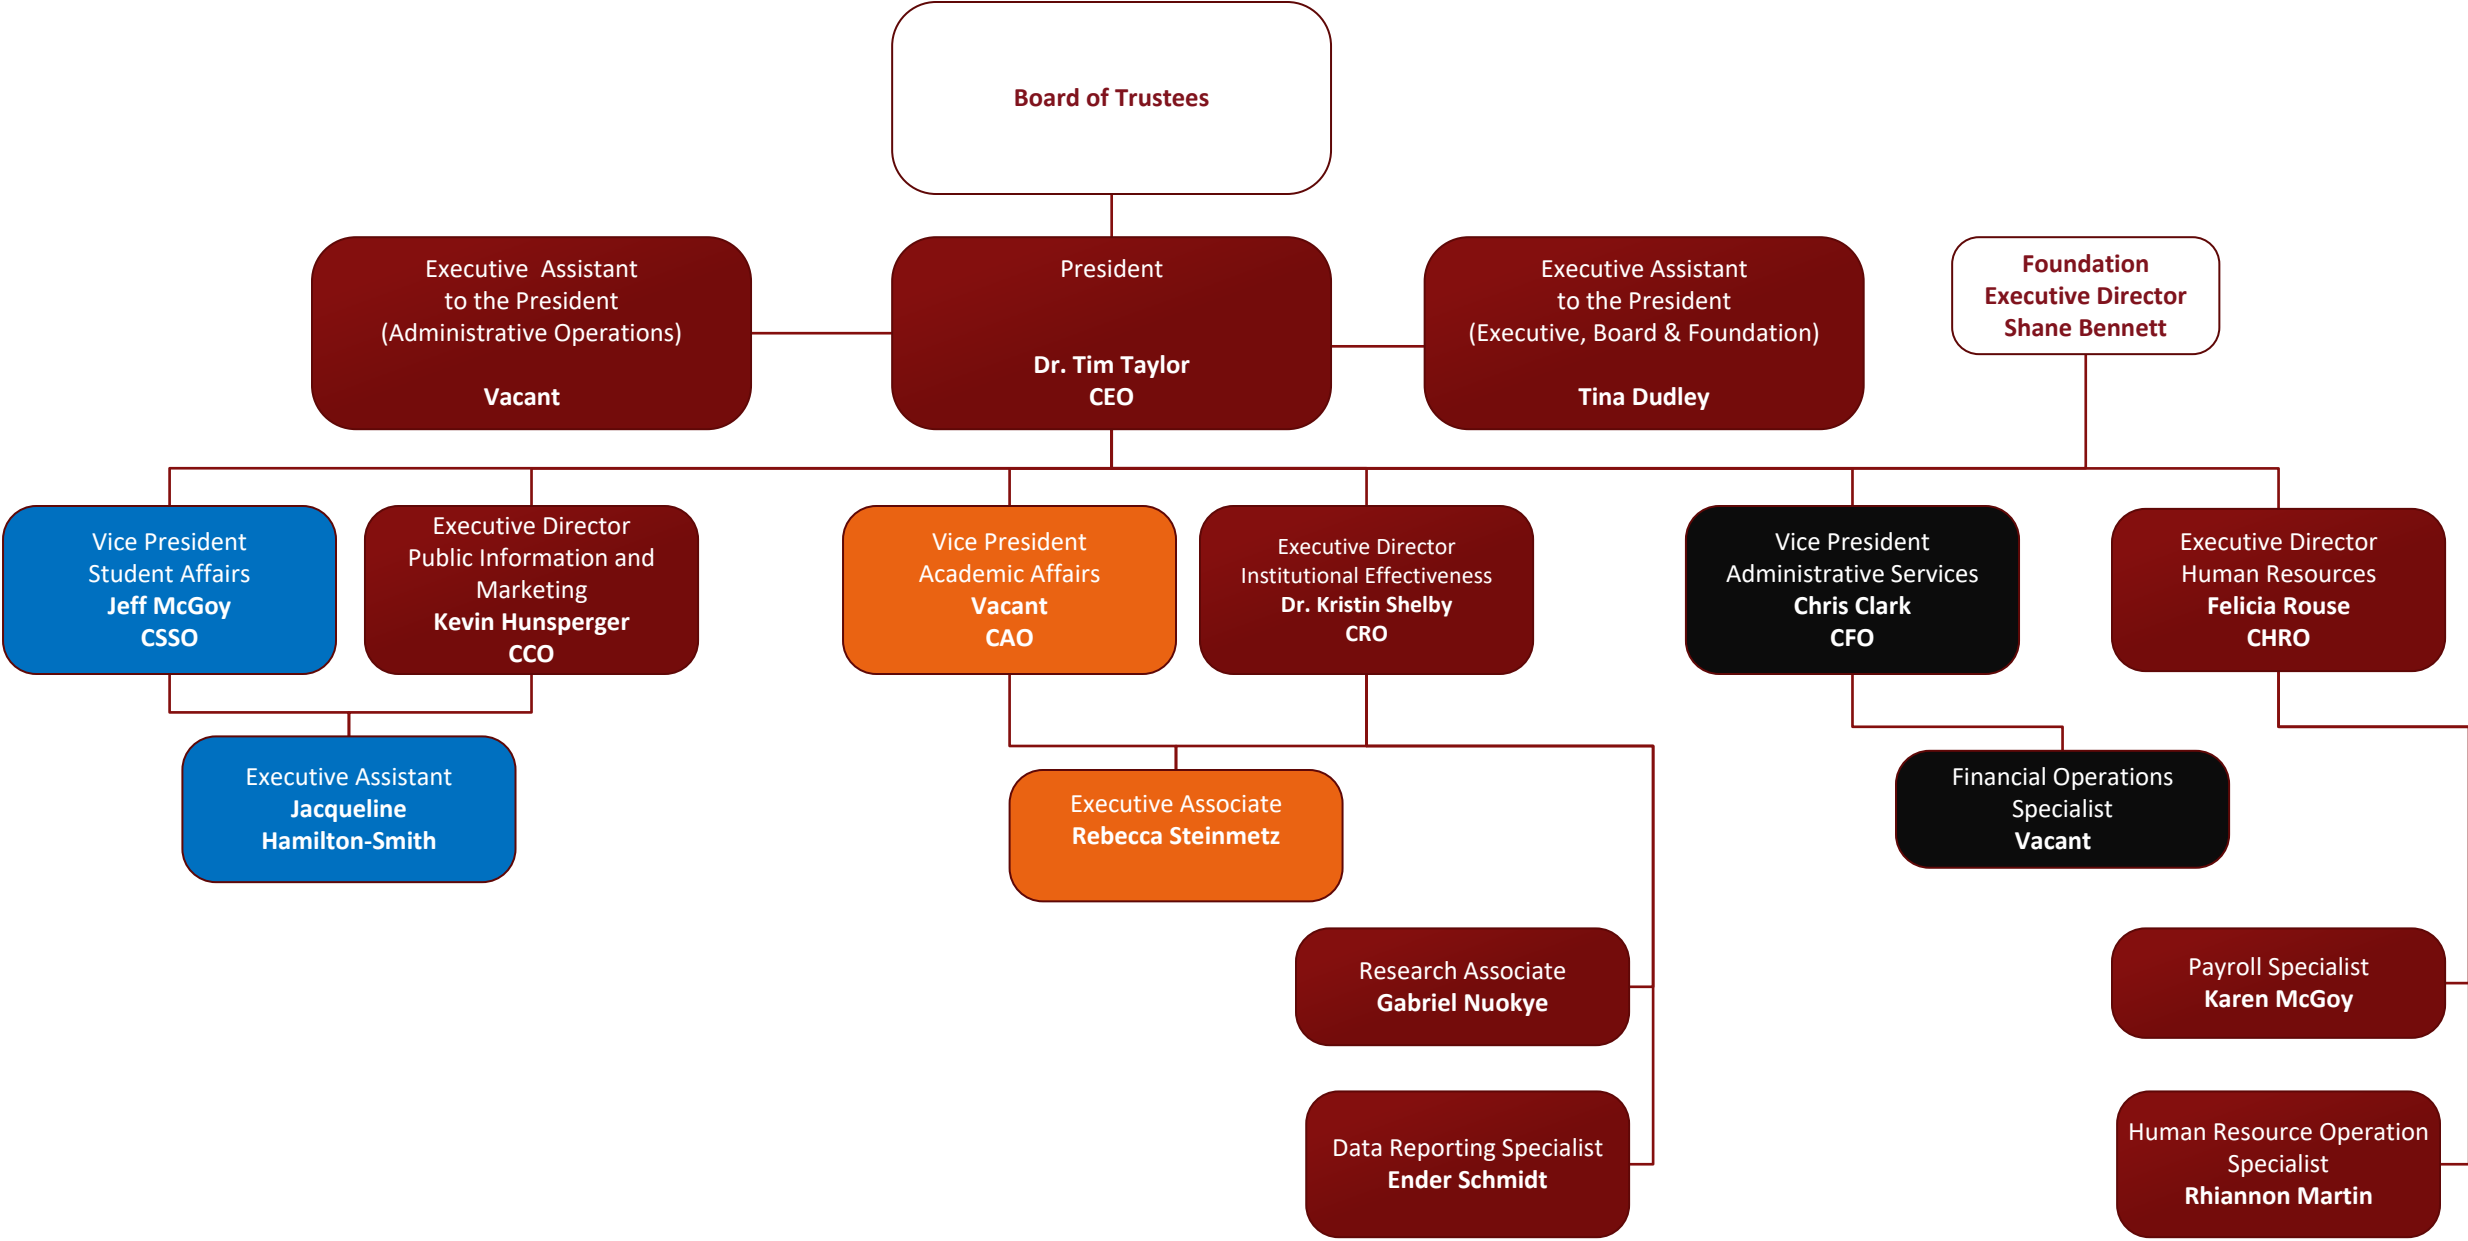 Board of Trustees
Executive Assistant
to the President
(Administrative Operations)
Vacant
President
Dr. Tim Taylor
CEO
Executive Assistant
to the President
(Executive, Board & Foundation)
Tina Dudley
Foundation
Executive Director
Shane Bennett
Vice President
Student Affairs
Jeff McGoy
CSSO
Executive Director
Public Information and
Marketing
Kevin Hunsperger
CCO
Vice President
Academic Affairs
Vacant
CAO
Executive Director
Institutional Effectiveness
Dr. Kristin Shelby
CRO
Vice President
Administrative Services
Chris Clark
CFO
Executive Director
Human Resources
Felicia Rouse
CHRO
Executive Assistant
Jacqueline
Hamilton-Smith
Executive Associate
Rebecca Steinmetz
Financial Operations
Specialist
Vacant
Research Associate
Gabriel Nuokye
Payroll Specialist
Karen McGoy
Data Reporting Specialist
Ender Schmidt
Human Resource Operation
Specialist
Rhiannon Martin